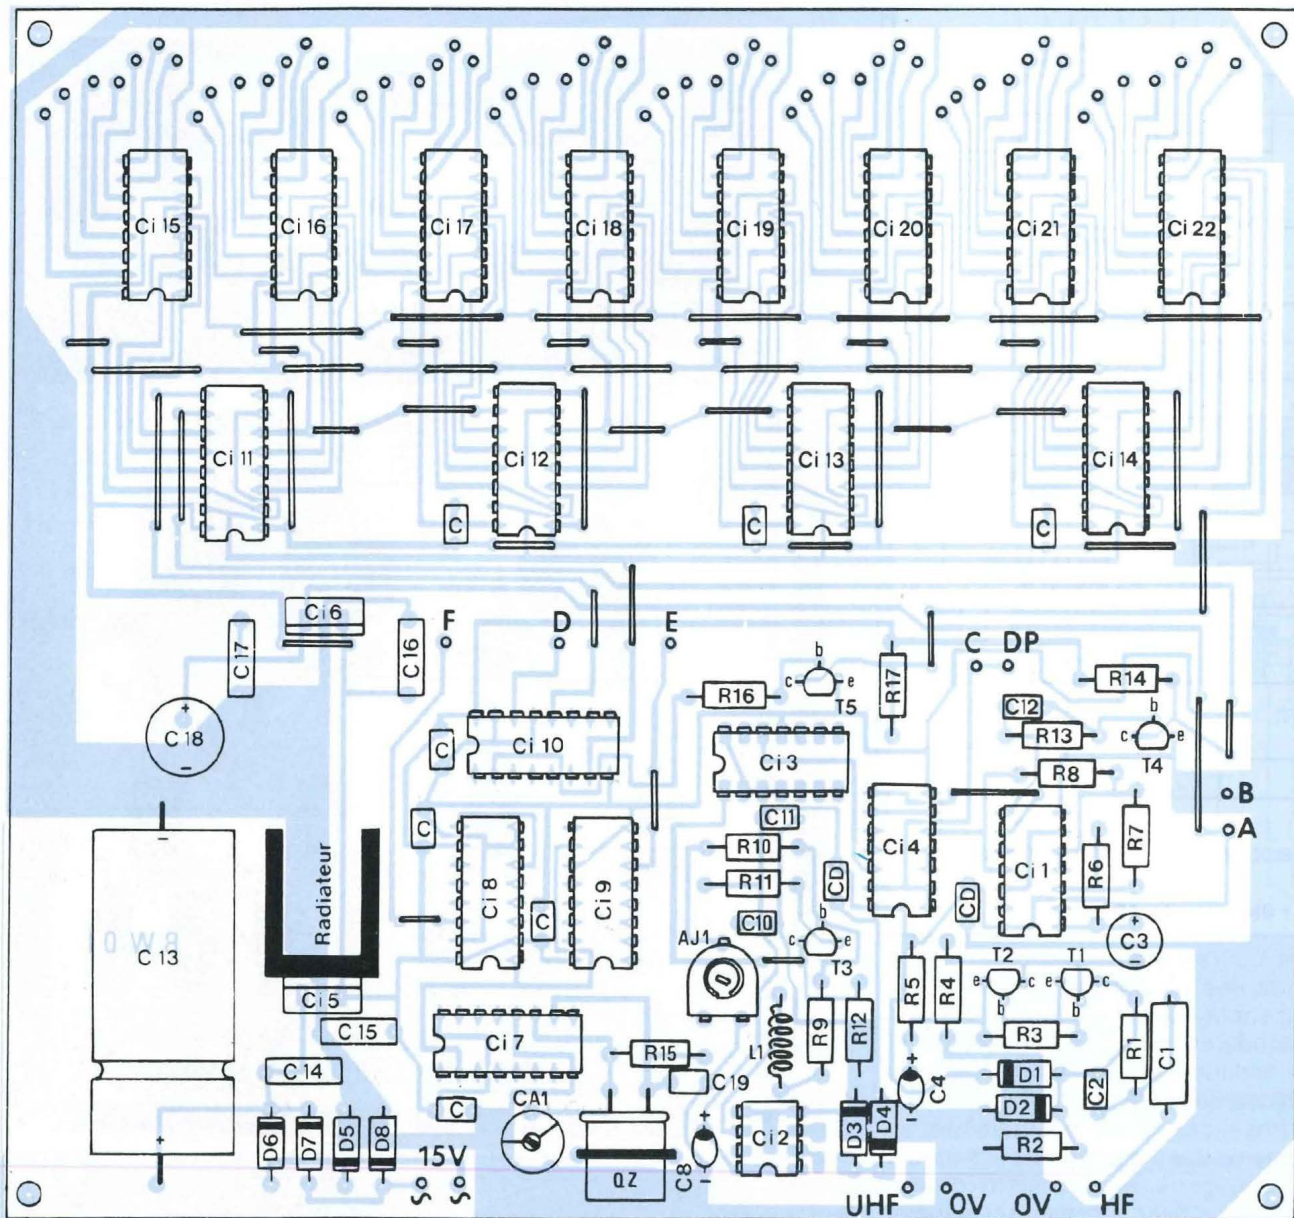 Ci 15 Ci 16 Ci 17 Ci 18 Ci 19 Ci 20 Ci 21 Ci 22
Ci 11 Ci 12 Ci 13 Ci 14
C C C
Ci 6
F D E C DP
C 17 C 16
b
c e
T5
R16 R17 R14
C12
C 18
+
−
Ci 10
C
Ci 3
R13
b
c e
T4
R8
B
A
C11
C
R10
Ci 8 Ci 9
Ci 4
Ci 1
R7
R6
R11
CD
CD
Radiateur
C
C10
b
c e
T3
C3
+
−
AJ1
C 13
−
+
Ci 5
T2
e c
b
T1
e c
b
R5 R4
C 15
Ci 7
R15
L1
R9 R12
R3
R1
C1
C 14
C19
C4
+
D1
C2
CA1
C
D2
D6 D7 D5 D8
15V
C8
+
−
Ci 2
D3 D4
R2
QZ
UHF 0V 0V HF